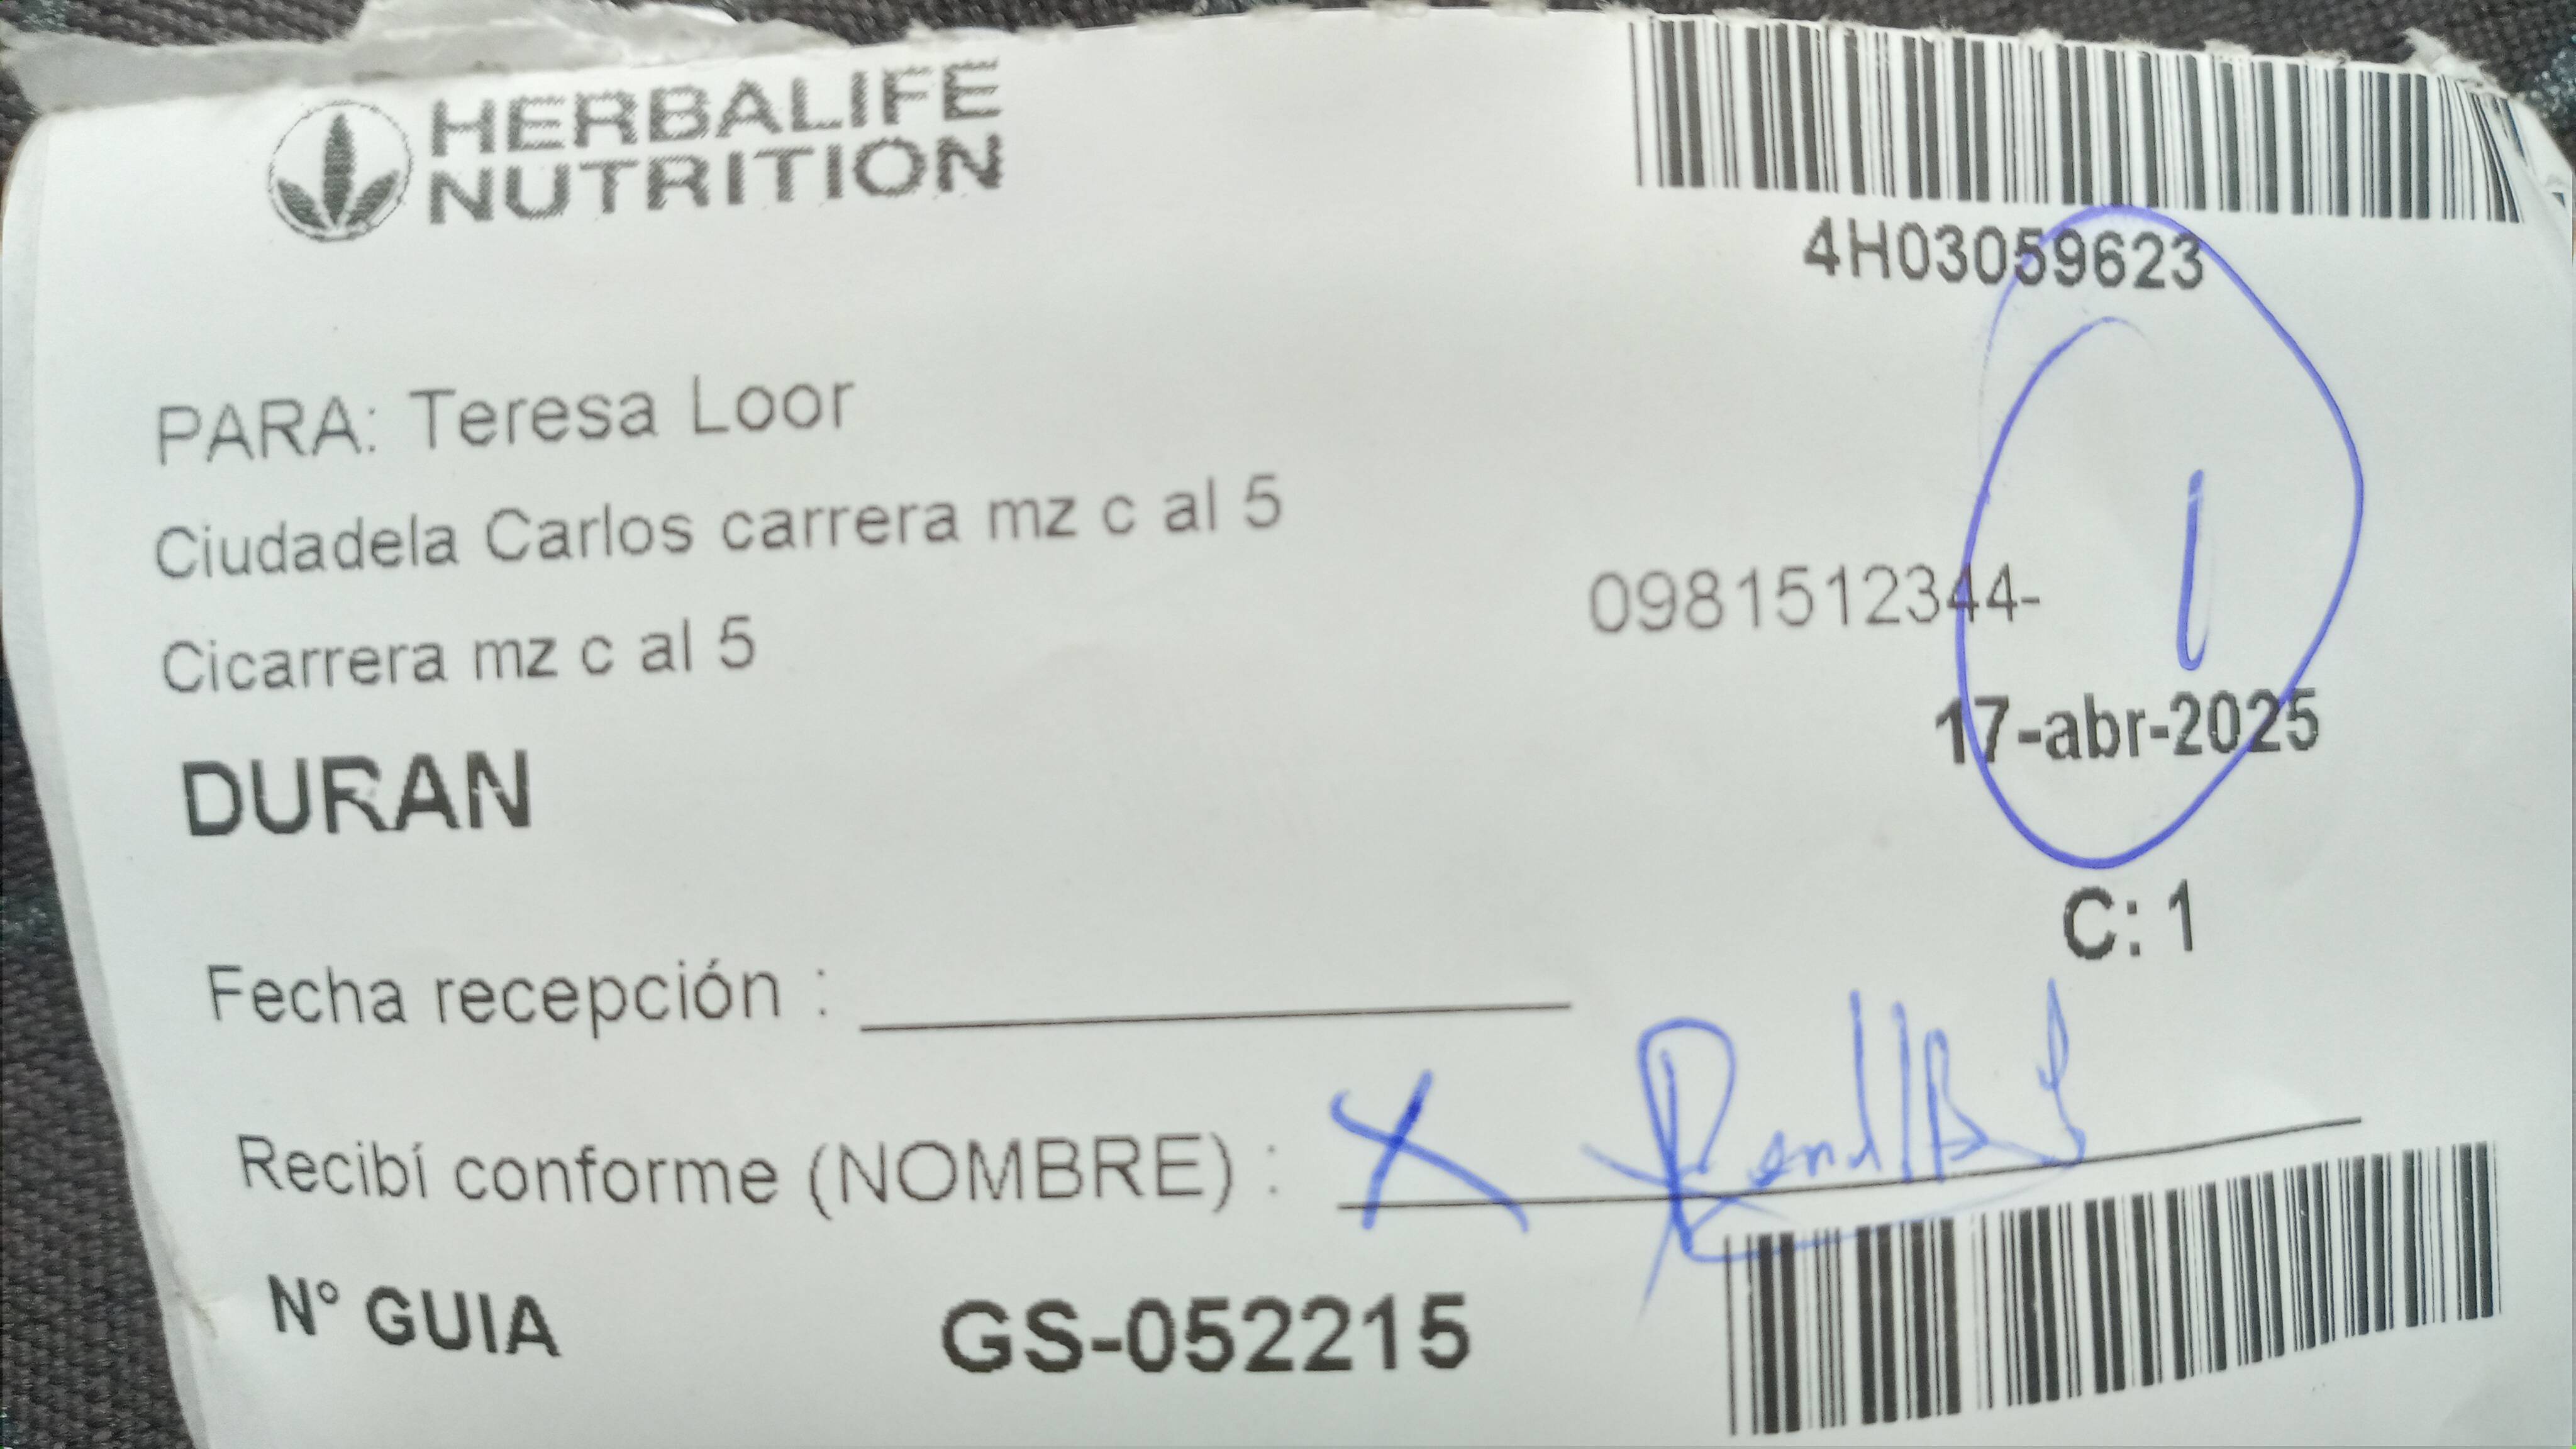 HERBALIFE
NUTRITION
4H03059623
PARA: Teresa Loor
Ciudadela Carlos carrera mz c al 5
0981512344-
1
Cicarrera mz c al 5
17-abr-2025
DURAN
C: 1
Fecha recepción :
Recibí conforme (NOMBRE) : X
N° GUIA GS-052215